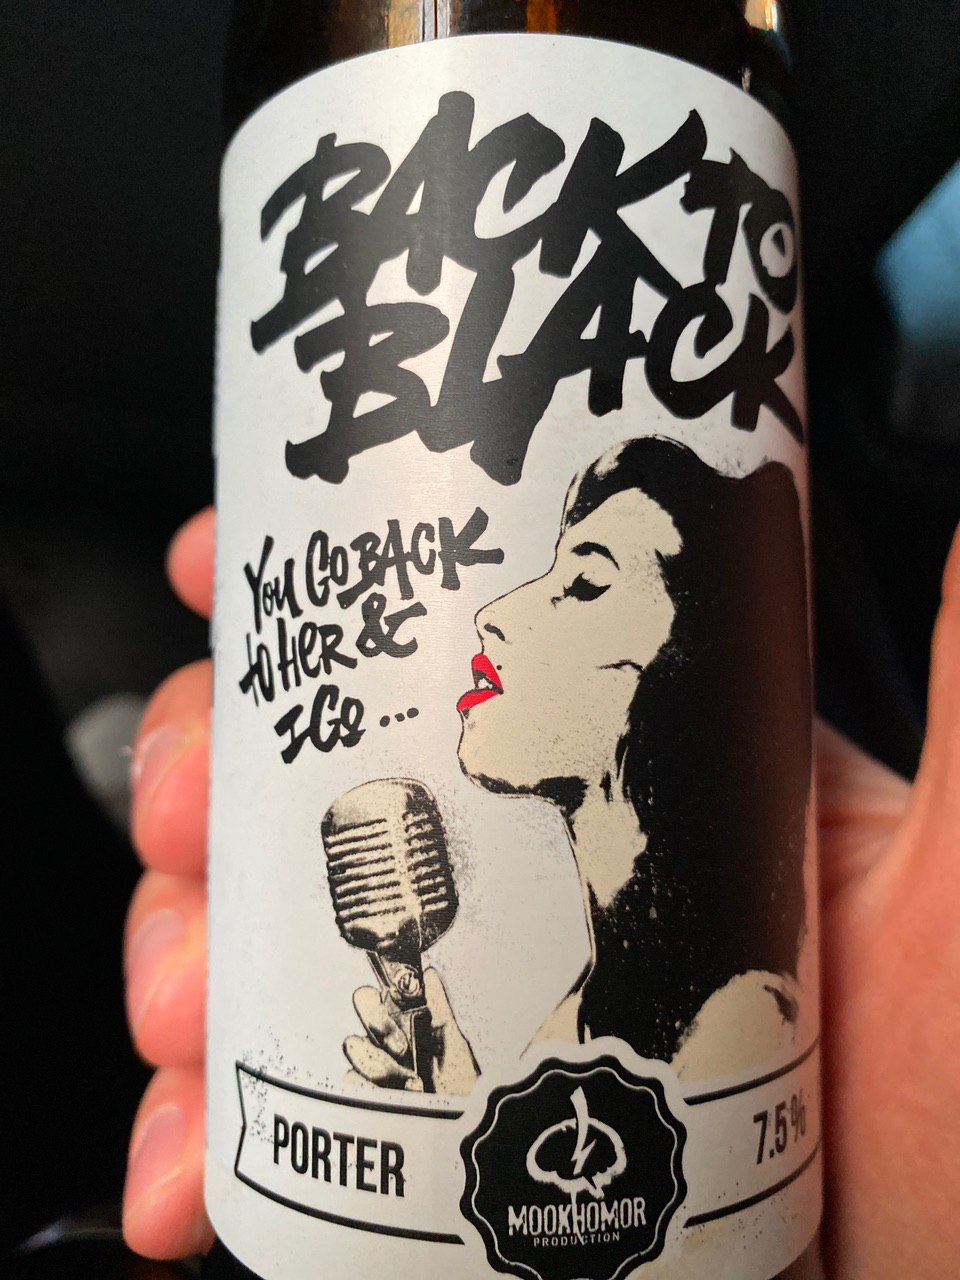 BACK TO
BLACK
You Go BACK
to HER &
I Go ...
PORTER
7.5%
MOOKHOMOR
PRODUCTION